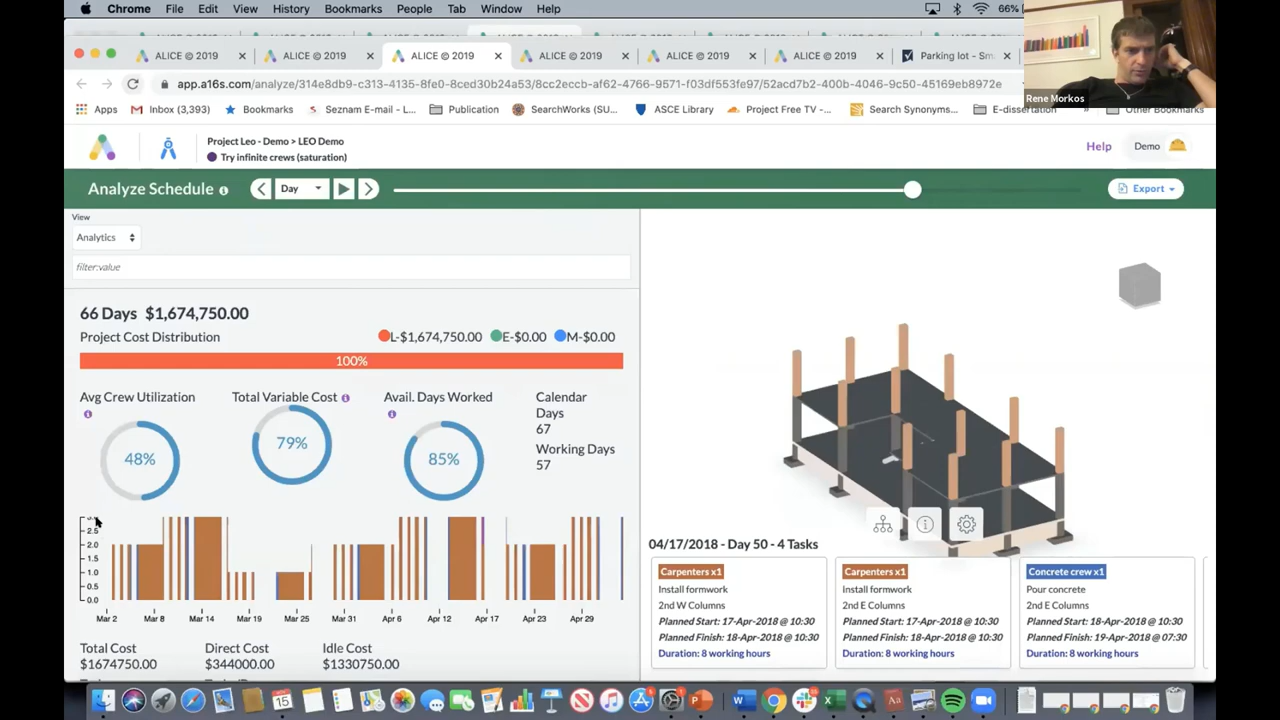 Chrome File Edit View History Bookmarks People Tab Window Help 66%
ALICE © 2019 ALICE © 2019 ALICE © 2019 ALICE © 2019 ALICE © 2019 ALICE © 2019 Parking lot - Sm
app.a16s.com/analyze/314e8db9-c313-4135-8fe0-8ced30b24a53/8cc2eccb-af62-4766-9571-f03df553fe97/52acd7b2-400b-4046-9c50-45169eb8972e
Rene Morkos
Apps Inbox (3,393) Bookmarks Stanford E-mail - L... Publication SearchWorks (SU... ASCE Library Project Free TV -... Search Synonyms... E-dissertation » Other Bookmarks
Project Leo - Demo > LEO Demo
Try infinite crews (saturation)
Help Demo
Analyze Schedule Day Export
View
Analytics
filter:value
66 Days $1,674,750.00
Project Cost Distribution L-$1,674,750.00 E-$0.00 M-$0.00
100%
Avg Crew Utilization Total Variable Cost Avail. Days Worked Calendar Days
67
Working Days
57
48% 79% 85%
3.0
2.5
2.0
1.5
1.0
0.5
0.0
Mar 2 Mar 8 Mar 14 Mar 19 Mar 25 Mar 31 Apr 6 Apr 12 Apr 17 Apr 23 Apr 29
Total Cost Direct Cost Idle Cost
$1674750.00 $344000.00 $1330750.00
04/17/2018 - Day 50 - 4 Tasks
Carpenters x1
Install formwork
2nd W Columns
Planned Start: 17-Apr-2018 @ 10:30
Planned Finish: 18-Apr-2018 @ 10:30
Duration: 8 working hours
Carpenters x1
Install formwork
2nd E Columns
Planned Start: 17-Apr-2018 @ 10:30
Planned Finish: 18-Apr-2018 @ 10:30
Duration: 8 working hours
Concrete crew x1
Pour concrete
2nd E Columns
Planned Start: 18-Apr-2018 @ 10:30
Planned Finish: 19-Apr-2018 @ 07:30
Duration: 8 working hours